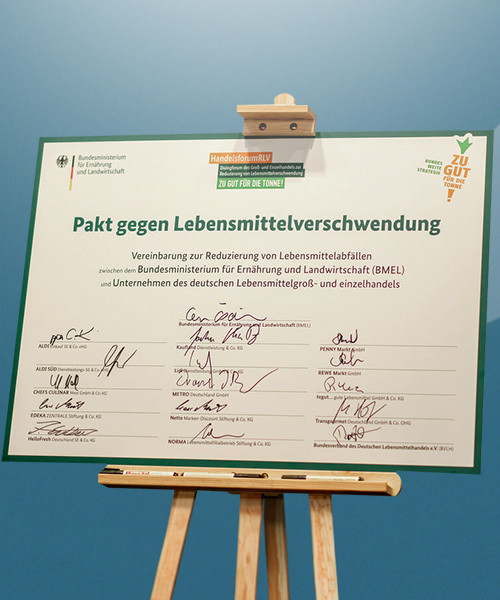 Bundesministerium
für Ernährung
und Landwirtschaft
HandelsforumRLV
Dialogforum des Groß- und Einzelhandels zur
Reduzierung von Lebensmittelverschwendung
ZU GUT FÜR DIE TONNE!
BUNDES
WEITE
STRATEGIE
ZU
GUT
FÜR DIE
TONNE
!
Pakt gegen Lebensmittelverschwendung
Vereinbarung zur Reduzierung von Lebensmittelabfällen
zwischen dem Bundesministerium für Ernährung und Landwirtschaft (BMEL)
und Unternehmen des deutschen Lebensmittelgroß- und einzelhandels
Bundesministerium für Ernährung und Landwirtschaft (BMEL)
ALDI Einkauf SE & Co. oHG
Kaufland Dienstleistung & Co. KG
PENNY Markt GmbH
ALDI SÜD Dienstleistungs-SE & Co. oHG
Lidl Dienstleistung GmbH & Co. KG
REWE Markt GmbH
CHEFS CULINAR West GmbH & Co. KG
METRO Deutschland GmbH
tegut... gute Lebensmittel GmbH & Co. KG
EDEKA ZENTRALE Stiftung & Co. KG
Netto Marken-Discount Stiftung & Co. KG
Transgourmet Deutschland GmbH & Co. OHG
HelloFresh Deutschland SE & Co. KG
NORMA Lebensmittelfilialbetrieb Stiftung & Co. KG
Bundesverband des Deutschen Lebensmittelhandels e.V. (BVLH)